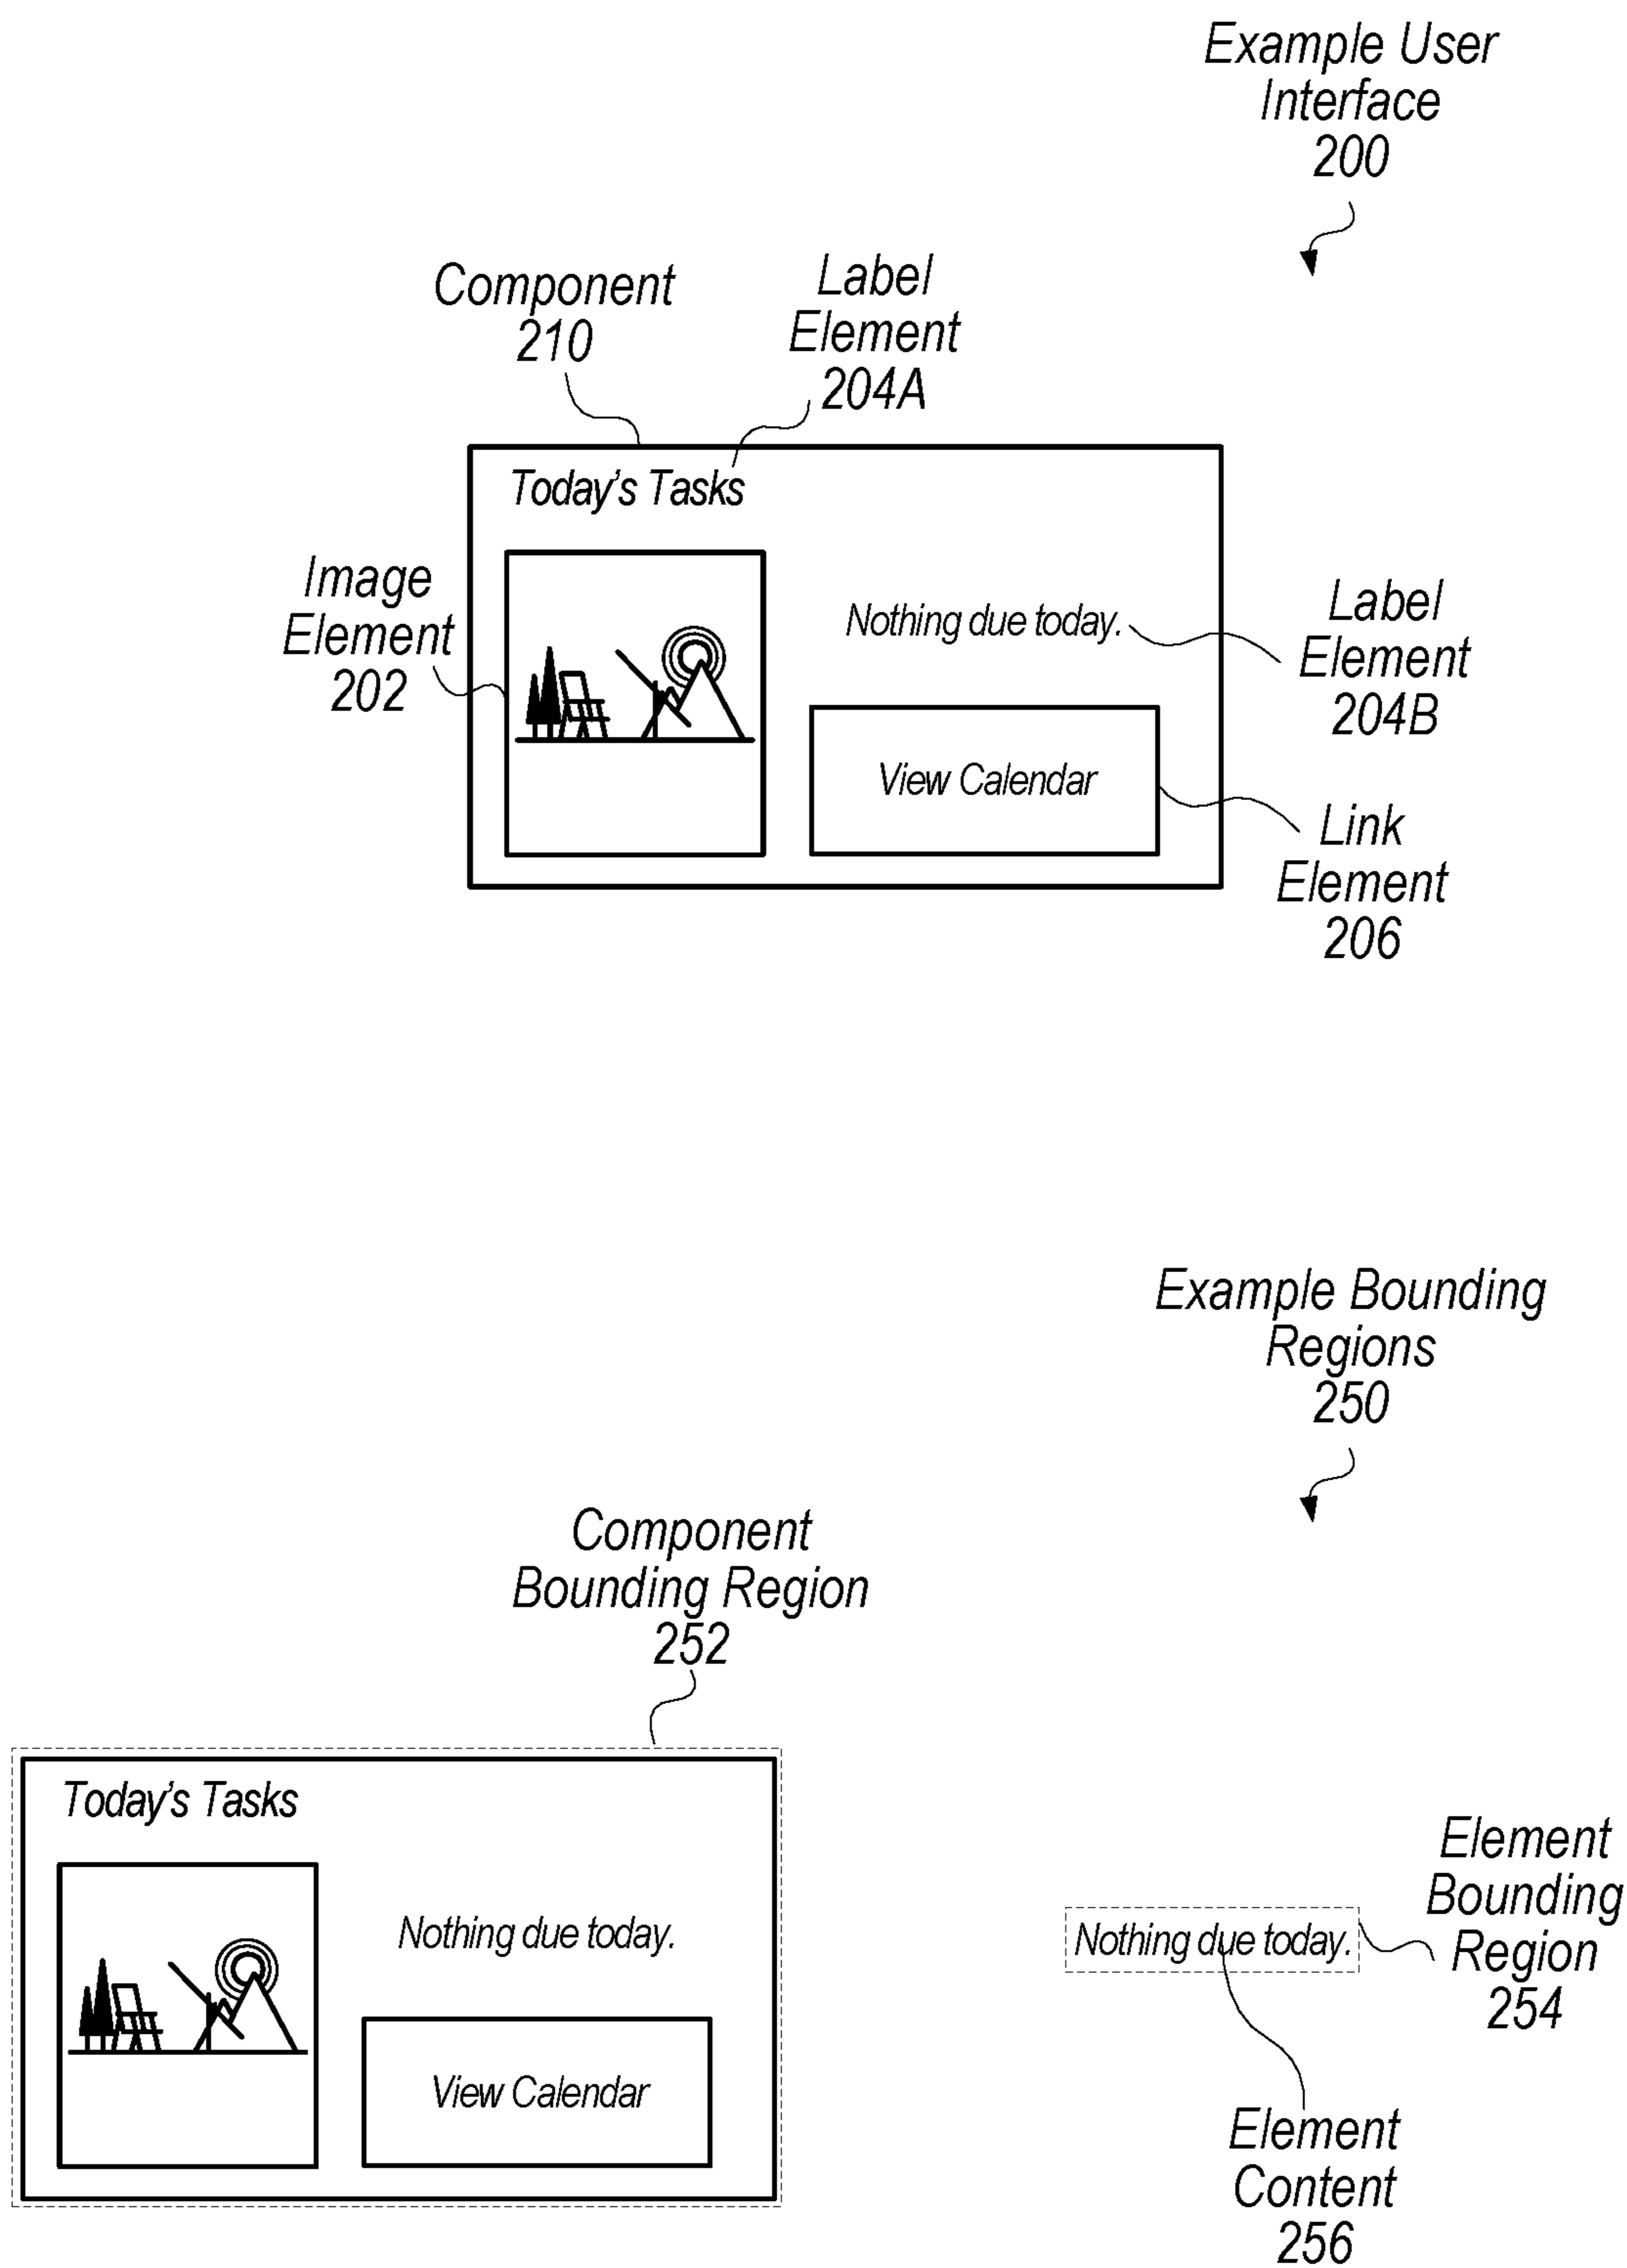 Example User
Interface
200
Component
210
Label
Element
204A
Today's Tasks
Image
Element
202
Nothing due today.
Label
Element
204B
View Calendar
Link
Element
206
Example Bounding
Regions
250
Component
Bounding Region
252
Today's Tasks
Nothing due today.
View Calendar
Nothing due today.
Element
Bounding
Region
254
Element
Content
256